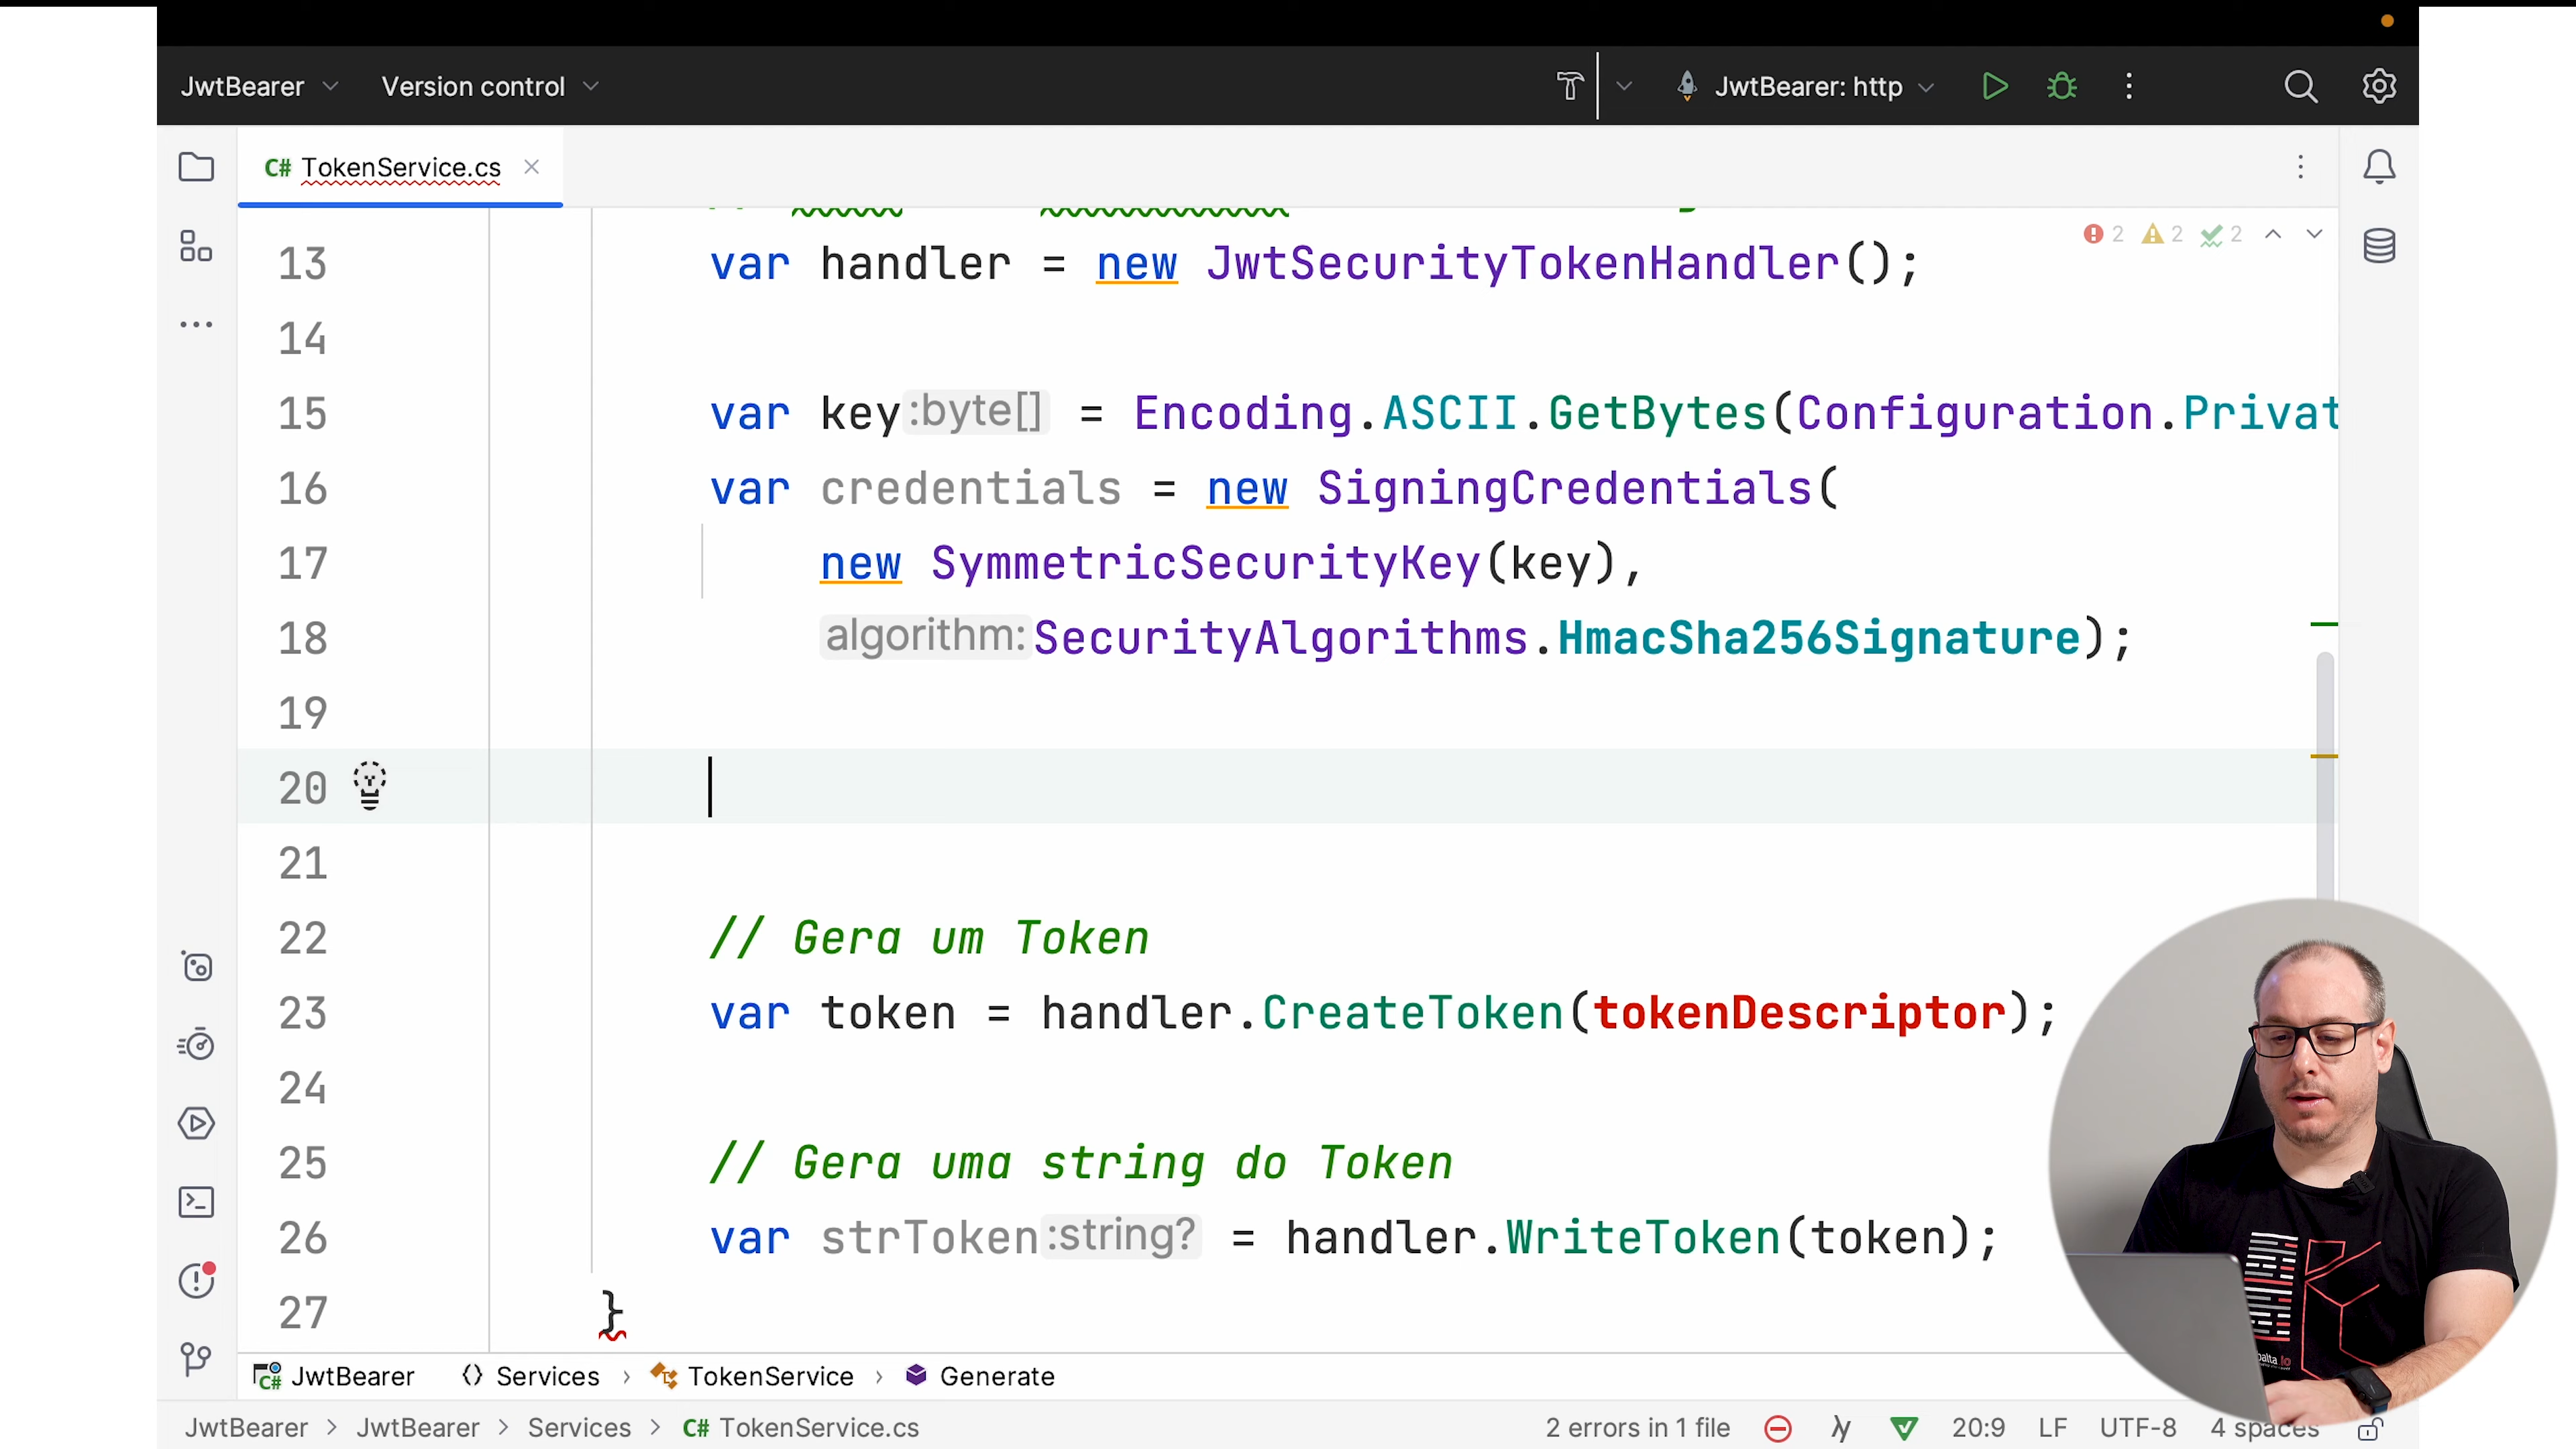 JwtBearer Version control JwtBearer: http
C# TokenService.cs
2 2 2
13 var handler = new JwtSecurityTokenHandler();
14
15 var key :byte[] = Encoding.ASCII.GetBytes(Configuration.Privat
16 var credentials = new SigningCredentials(
17 new SymmetricSecurityKey(key),
18 algorithm: SecurityAlgorithms.HmacSha256Signature);
19
20
21
22 // Gera um Token
23 var token = handler.CreateToken(tokenDescriptor);
24
25 // Gera uma string do Token
26 var strToken :string? = handler.WriteToken(token);
27 }
balta.io
C# JwtBearer Services › TokenService › Generate
JwtBearer > JwtBearer > Services > C# TokenService.cs 2 errors in 1 file 20:9 LF UTF-8 4 spaces